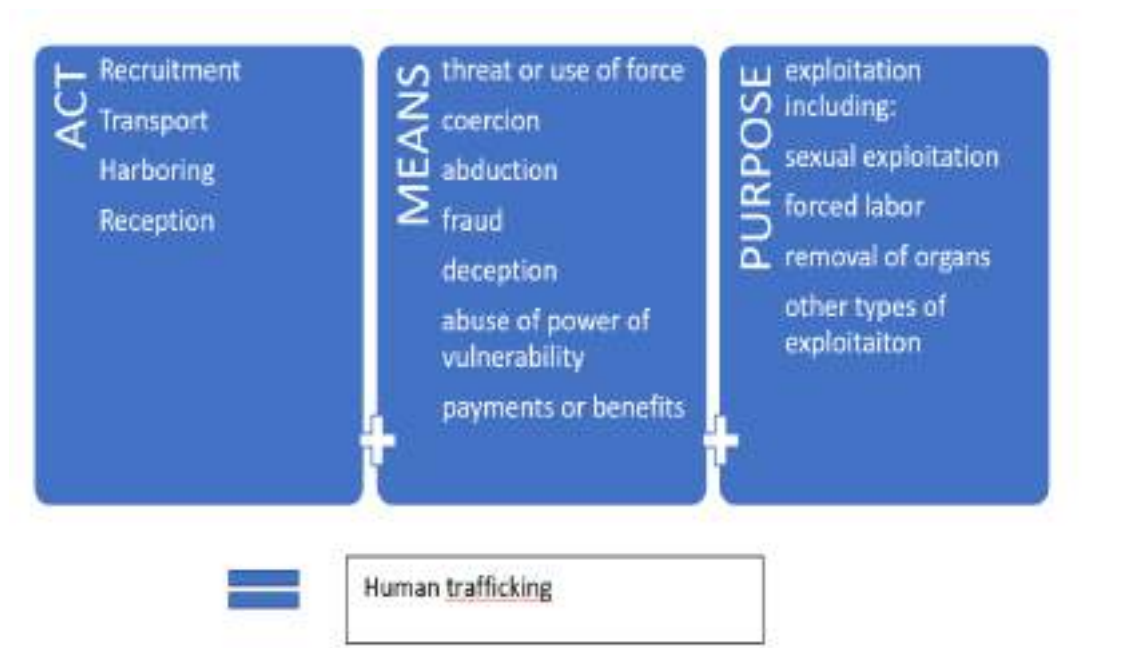 ACT
Recruitment
Transport
Harboring
Reception
MEANS
threat or use of force
coercion
abduction
fraud
deception
abuse of power of
vulnerability
payments or benefits
PURPOSE
exploitation
including:
sexual exploitation
forced labor
removal of organs
other types of
exploitaiton
Human trafficking